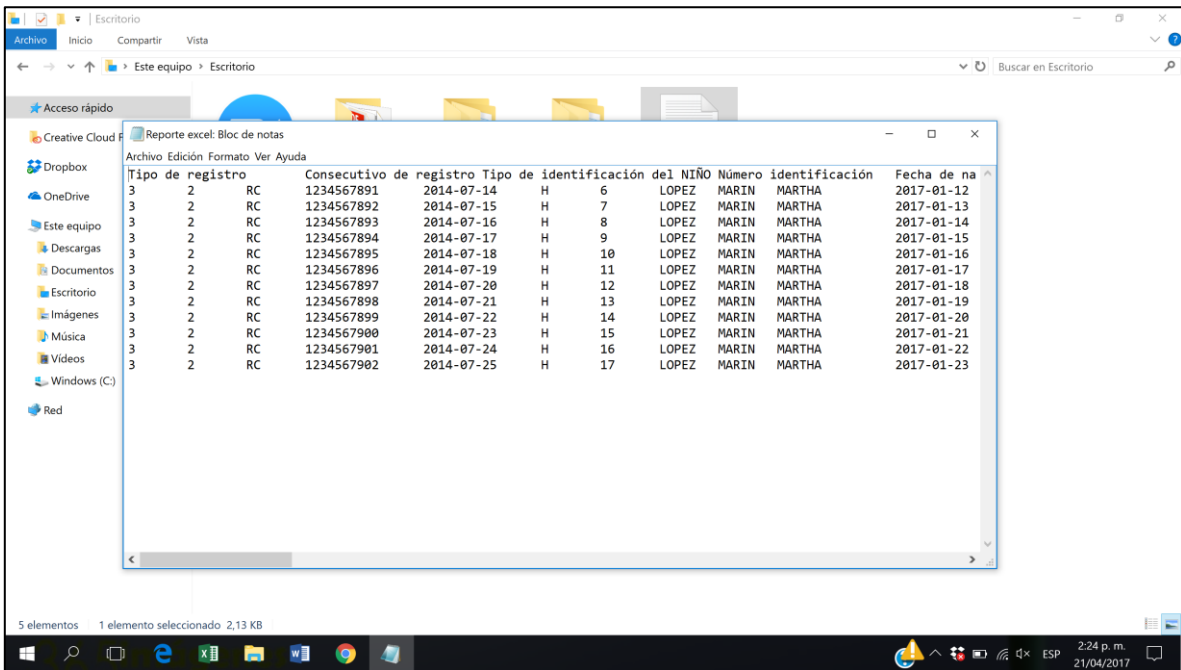 Escritorio
Archivo Inicio Compartir Vista
Este equipo > Escritorio Buscar en Escritorio
Acceso rápido
Creative Cloud F
Dropbox
OneDrive
Este equipo
Descargas
Documentos
Escritorio
Imágenes
Música
Vídeos
Windows (C:)
Red
Reporte excel: Bloc de notas
Archivo Edición Formato Ver Ayuda
Tipo de registro Consecutivo de registro Tipo de identificación del NIÑO Número identificación Fecha de na
3 2 RC 1234567891 2014-07-14 H 6 LOPEZ MARIN MARTHA 2017-01-12
3 2 RC 1234567892 2014-07-15 H 7 LOPEZ MARIN MARTHA 2017-01-13
3 2 RC 1234567893 2014-07-16 H 8 LOPEZ MARIN MARTHA 2017-01-14
3 2 RC 1234567894 2014-07-17 H 9 LOPEZ MARIN MARTHA 2017-01-15
3 2 RC 1234567895 2014-07-18 H 10 LOPEZ MARIN MARTHA 2017-01-16
3 2 RC 1234567896 2014-07-19 H 11 LOPEZ MARIN MARTHA 2017-01-17
3 2 RC 1234567897 2014-07-20 H 12 LOPEZ MARIN MARTHA 2017-01-18
3 2 RC 1234567898 2014-07-21 H 13 LOPEZ MARIN MARTHA 2017-01-19
3 2 RC 1234567899 2014-07-22 H 14 LOPEZ MARIN MARTHA 2017-01-20
3 2 RC 1234567900 2014-07-23 H 15 LOPEZ MARIN MARTHA 2017-01-21
3 2 RC 1234567901 2014-07-24 H 16 LOPEZ MARIN MARTHA 2017-01-22
3 2 RC 1234567902 2014-07-25 H 17 LOPEZ MARIN MARTHA 2017-01-23
5 elementos 1 elemento seleccionado 2,13 KB
ESP 2:24 p. m.
21/04/2017